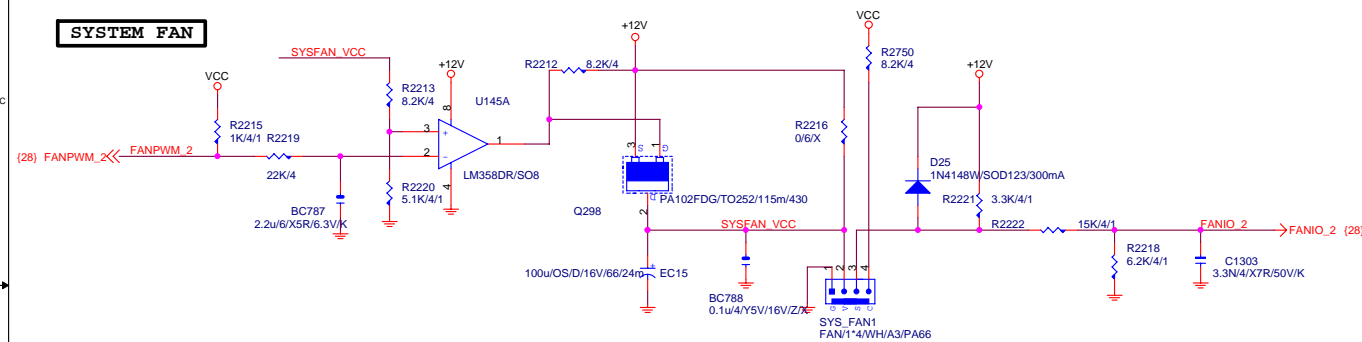 SYSTEM FAN
VCC
SYSFAN_VCC
R2213
8.2K/4
+12V
U145A
R2215
1K/4/1
R2219
{28} FANPWM_2
FANPWM_2
22K/4
BC787
2.2u/6/X5R/6.3V/K
R2220
5.1K/4/1
8
3
+
2
-
1
4
LM358DR/SO8
R2212
8.2K/4
+12V
3
1
S
G
D
PA102FDG/TO252/115m/430
Q298
2
SYSFAN_VCC
100u/OS/D/16V/66/24m
+
EC15
BC788
0.1u/4/Y5V/16V/Z/X
R2216
0/6/X
VCC
R2750
8.2K/4
1
2
3
4
G
V
S
C
SYS_FAN1
FAN/1*4/WH/A3/PA66
+12V
D25
1N4148W/SOD123/300mA
R2221
3.3K/4/1
R2222
15K/4/1
R2218
6.2K/4/1
C1303
3.3N/4/X7R/50V/K
FANIO_2
FANIO_2 {28}
C